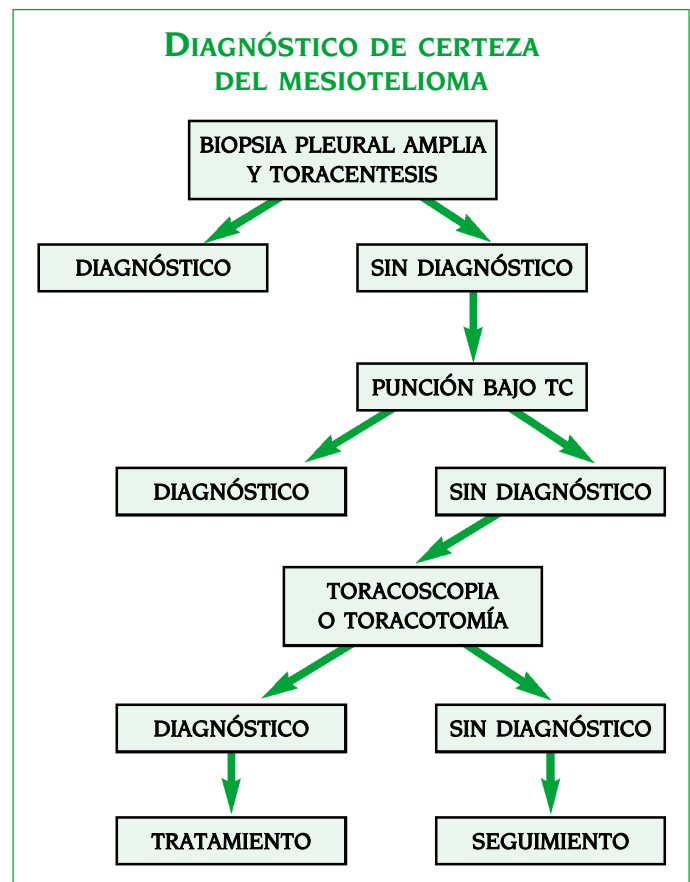 DIAGNÓSTICO DE CERTEZA
DEL MESIOTELIOMA
BIOPSIA PLEURAL AMPLIA
Y TORACENTESIS
DIAGNÓSTICO
SIN DIAGNÓSTICO
PUNCIÓN BAJO TC
DIAGNÓSTICO
SIN DIAGNÓSTICO
TORACOSCOPIA
O TORACOTOMÍA
DIAGNÓSTICO
SIN DIAGNÓSTICO
TRATAMIENTO
SEGUIMIENTO